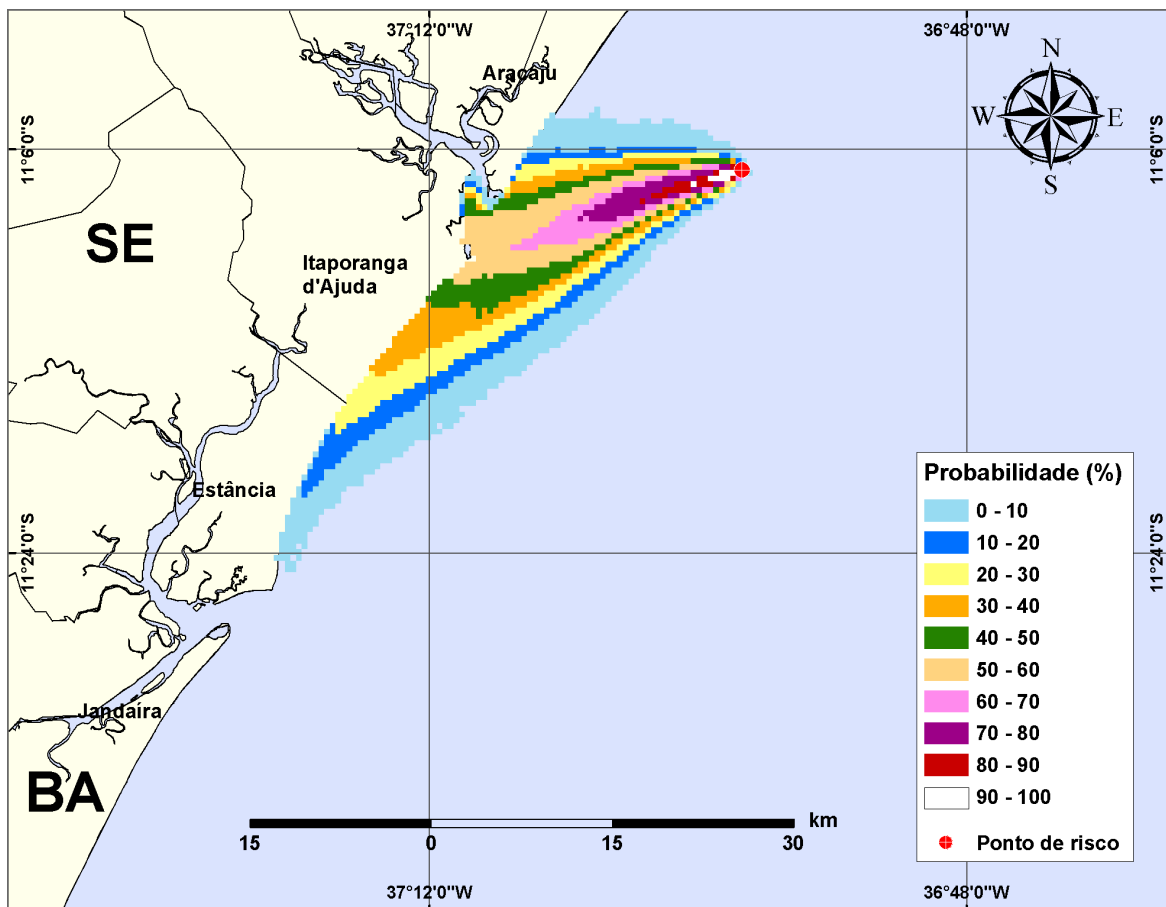 37°12'0"W
36°48'0"W
Aracaju
N
W
E
S
11°6'0"S
11°6'0"S
SE
Itaporanga
d'Ajuda
Estância
11°24'0"S
11°24'0"S
Jandaíra
BA
Probabilidade (%)
0 - 10
10 - 20
20 - 30
30 - 40
40 - 50
50 - 60
60 - 70
70 - 80
80 - 90
90 - 100
Ponto de risco
km
15
0
15
30
37°12'0"W
36°48'0"W